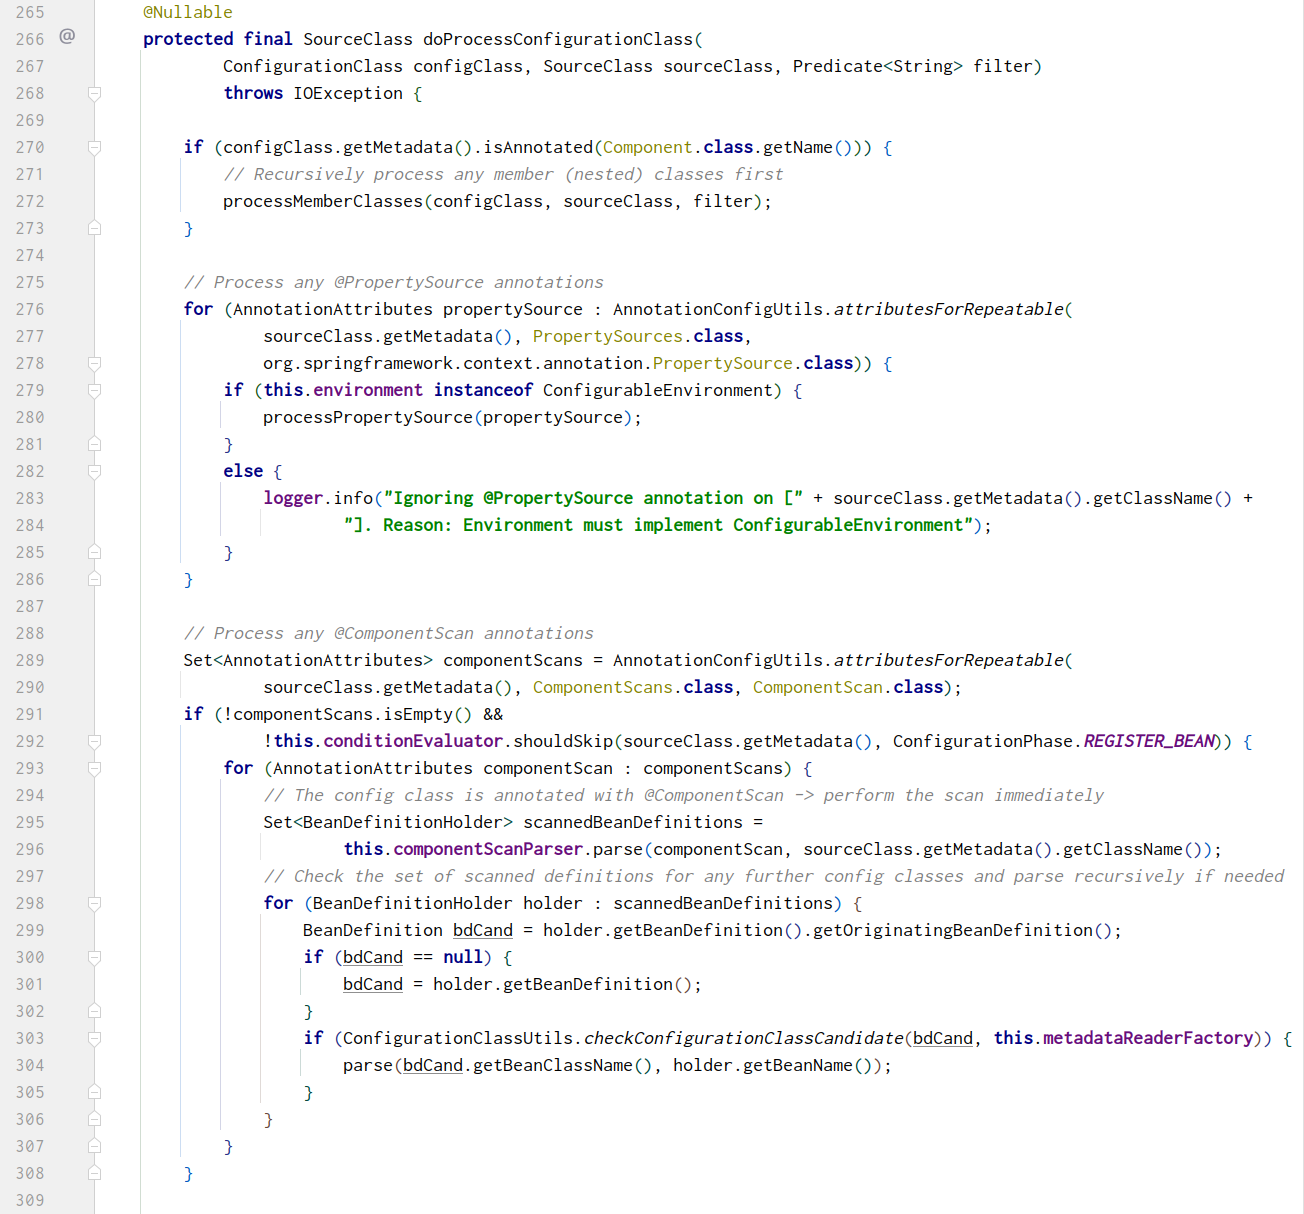 265 @Nullable
266 @ protected final SourceClass doProcessConfigurationClass(
267 ConfigurationClass configClass, SourceClass sourceClass, Predicate<String> filter)
268 throws IOException {
269
270 if (configClass.getMetadata().isAnnotated(Component.class.getName())) {
271 // Recursively process any member (nested) classes first
272 processMemberClasses(configClass, sourceClass, filter);
273 }
274
275 // Process any @PropertySource annotations
276 for (AnnotationAttributes propertySource : AnnotationConfigUtils.attributesForRepeatable(
277 sourceClass.getMetadata(), PropertySources.class,
278 org.springframework.context.annotation.PropertySource.class)) {
279 if (this.environment instanceof ConfigurableEnvironment) {
280 processPropertySource(propertySource);
281 }
282 else {
283 logger.info("Ignoring @PropertySource annotation on [" + sourceClass.getMetadata().getClassName() +
284 "]. Reason: Environment must implement ConfigurableEnvironment");
285 }
286 }
287
288 // Process any @ComponentScan annotations
289 Set<AnnotationAttributes> componentScans = AnnotationConfigUtils.attributesForRepeatable(
290 sourceClass.getMetadata(), ComponentScans.class, ComponentScan.class);
291 if (!componentScans.isEmpty() &&
292 !this.conditionEvaluator.shouldSkip(sourceClass.getMetadata(), ConfigurationPhase.REGISTER_BEAN)) {
293 for (AnnotationAttributes componentScan : componentScans) {
294 // The config class is annotated with @ComponentScan -> perform the scan immediately
295 Set<BeanDefinitionHolder> scannedBeanDefinitions =
296 this.componentScanParser.parse(componentScan, sourceClass.getMetadata().getClassName());
297 // Check the set of scanned definitions for any further config classes and parse recursively if needed
298 for (BeanDefinitionHolder holder : scannedBeanDefinitions) {
299 BeanDefinition bdCand = holder.getBeanDefinition().getOriginatingBeanDefinition();
300 if (bdCand == null) {
301 bdCand = holder.getBeanDefinition();
302 }
303 if (ConfigurationClassUtils.checkConfigurationClassCandidate(bdCand, this.metadataReaderFactory)) {
304 parse(bdCand.getBeanClassName(), holder.getBeanName());
305 }
306 }
307 }
308 }
309